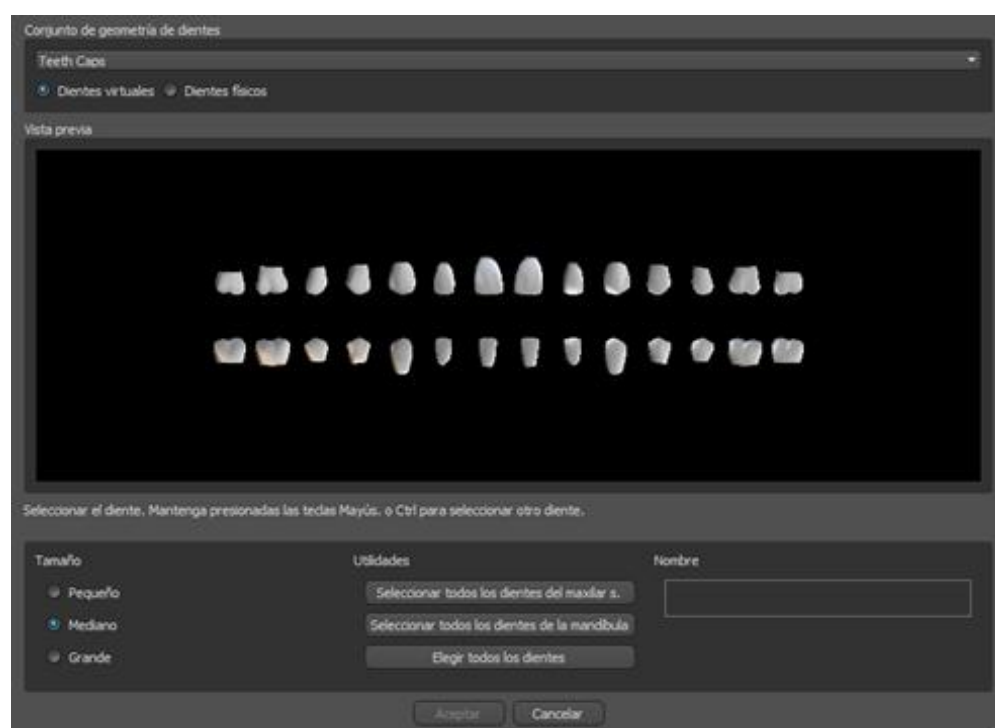 Conjunto de geometría de dientes
Teeth Caps
Dientes virtuales Dientes físicos
Vista previa
Seleccionar el diente. Mantenga presionadas las teclas Mayús. o Ctrl para seleccionar otro diente.
Tamaño Utilidades Nombre
Pequeño Seleccionar todos los dientes del maxilar s.
Mediano Seleccionar todos los dientes de la mandíbula
Grande Elegir todos los dientes
Aceptar Cancelar